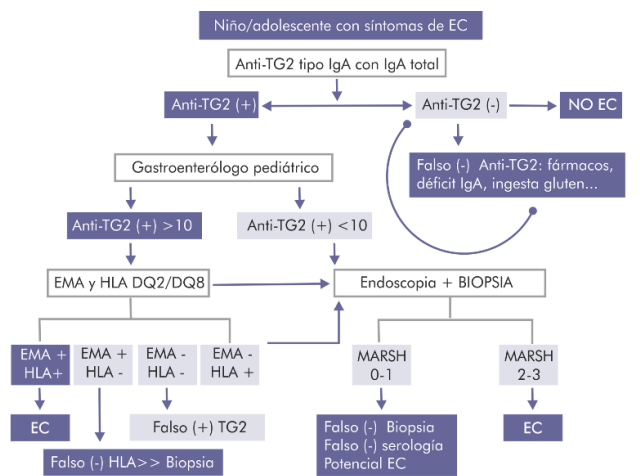 Niño/adolescente con síntomas de EC
Anti-TG2 tipo IgA con IgA total
Anti-TG2 (+)
Anti-TG2 (-)
NO EC
Gastroenterólogo pediátrico
Falso (-) Anti-TG2: fármacos,
déficit IgA, ingesta gluten...
Anti-TG2 (+) >10
Anti-TG2 (+) <10
EMA y HLA DQ2/DQ8
Endoscopia + BIOPSIA
EMA +
HLA+
EMA +
HLA -
EMA -
HLA -
EMA -
HLA +
MARSH
0-1
MARSH
2-3
EC
Falso (+) TG2
Falso (-) HLA>> Biopsia
Falso (-) Biopsia
Falso (-) serología
Potencial EC
EC